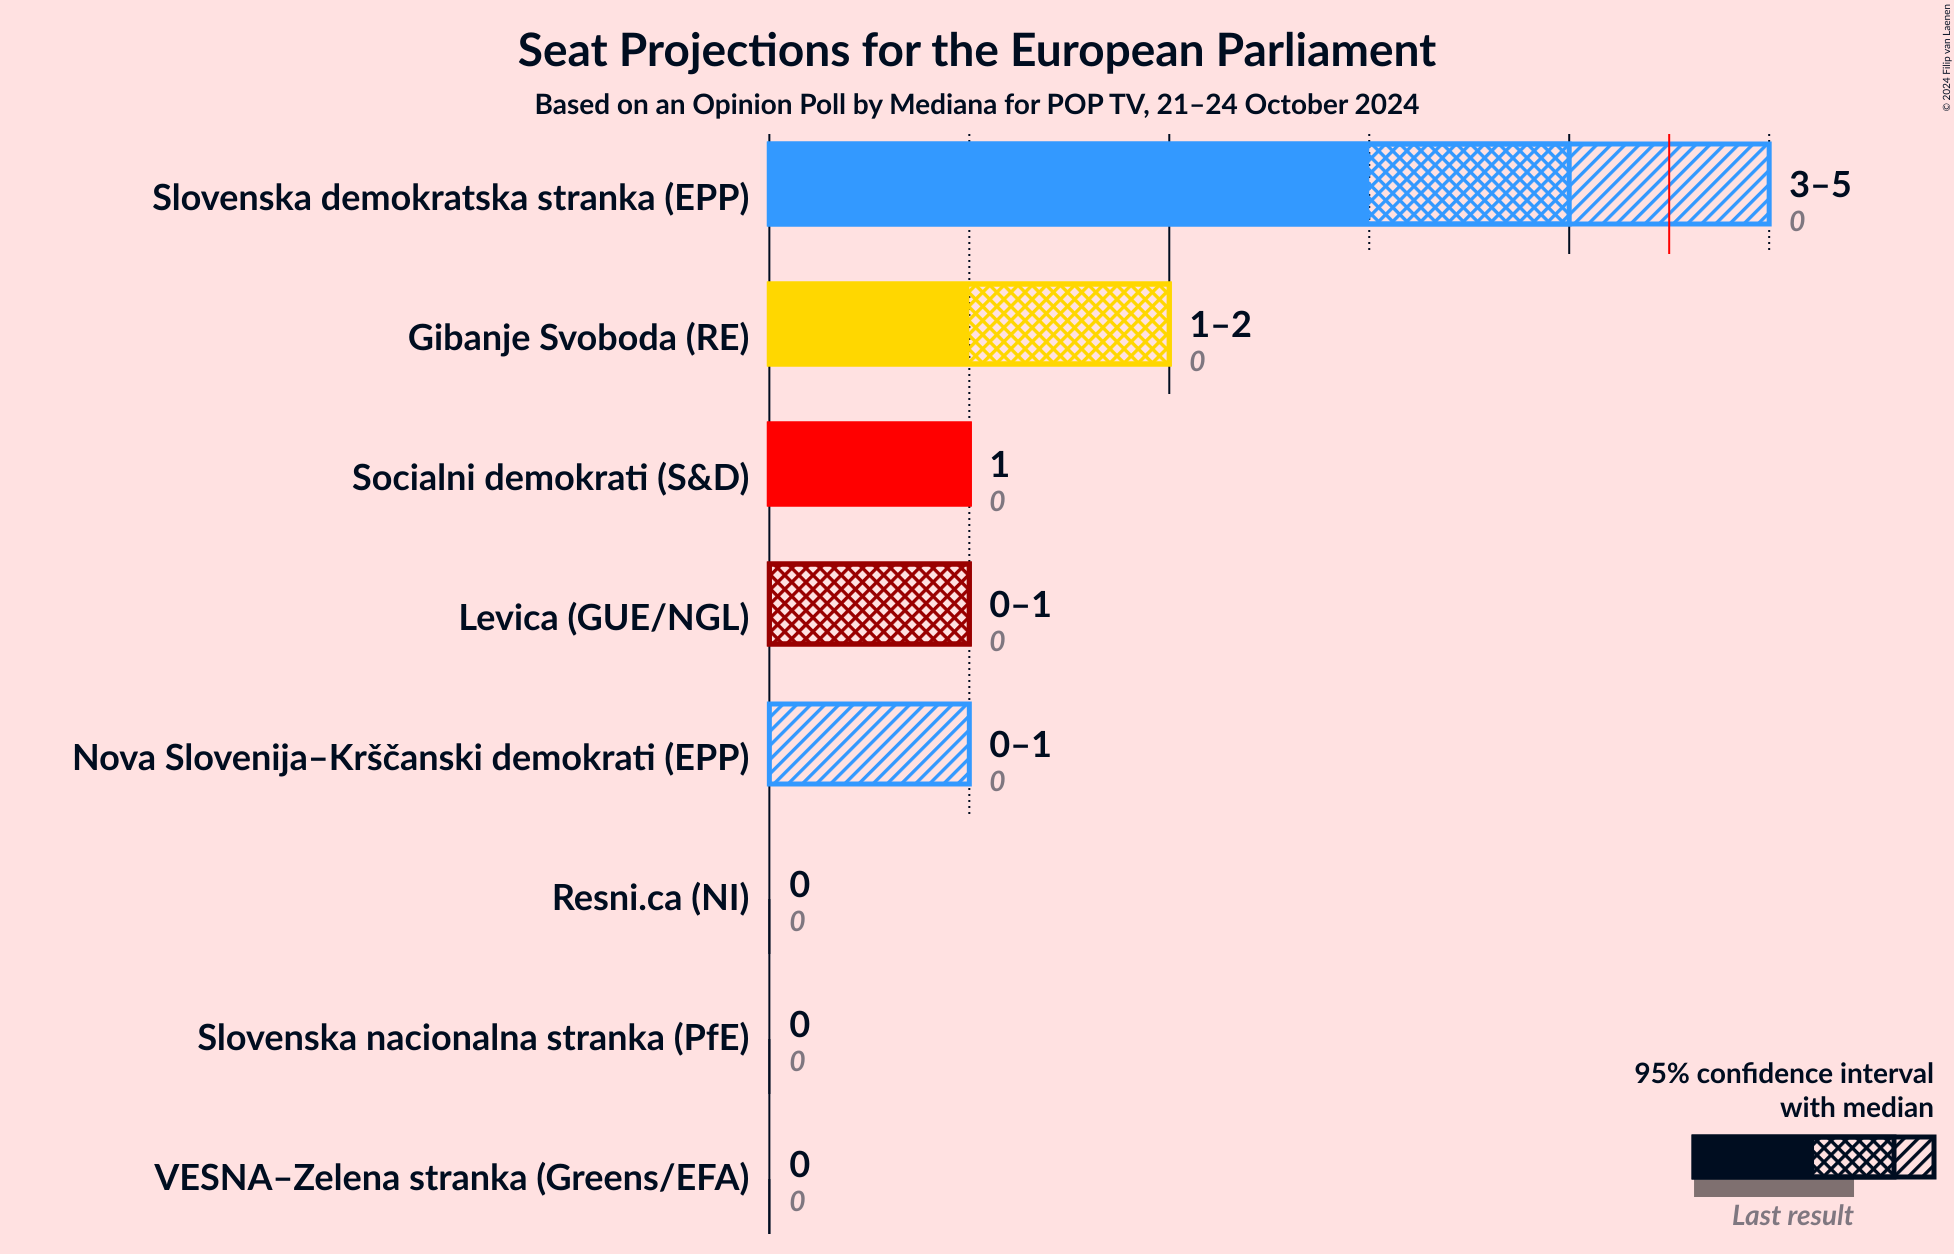 Seat Projections for the European Parliament
Based on an Opinion Poll by Mediana for POP TV, 21–24 October 2024
© 2024 Filip van Laenen
Slovenska demokratska stranka (EPP)
3–5
0
Gibanje Svoboda (RE)
1–2
0
Socialni demokrati (S&D)
1
0
Levica (GUE/NGL)
0–1
0
Nova Slovenija–Krščanski demokrati (EPP)
0–1
0
Resni.ca (NI)
0
0
Slovenska nacionalna stranka (PfE)
0
0
VESNA–Zelena stranka (Greens/EFA)
0
0
95% confidence interval
with median
Last result